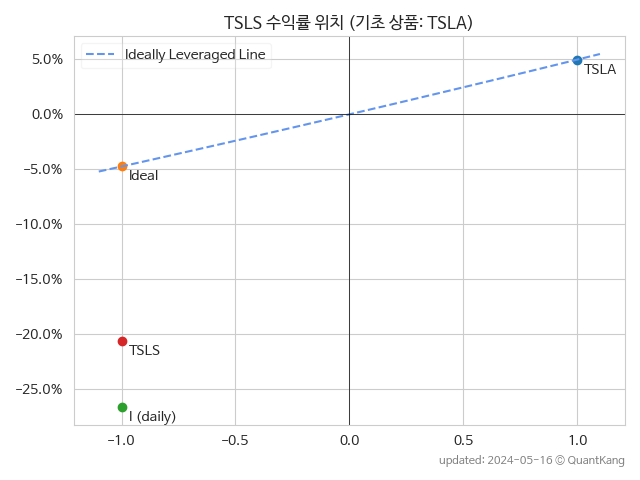 TSLS 수익률 위치 (기초 상품: TSLA)
Ideally Leveraged Line
5.0%
TSLA
0.0%
−5.0%
Ideal
−10.0%
−15.0%
−20.0%
TSLS
−25.0%
I (daily)
−1.0 −0.5 0.0 0.5 1.0
updated: 2024-05-16 © QuantKang